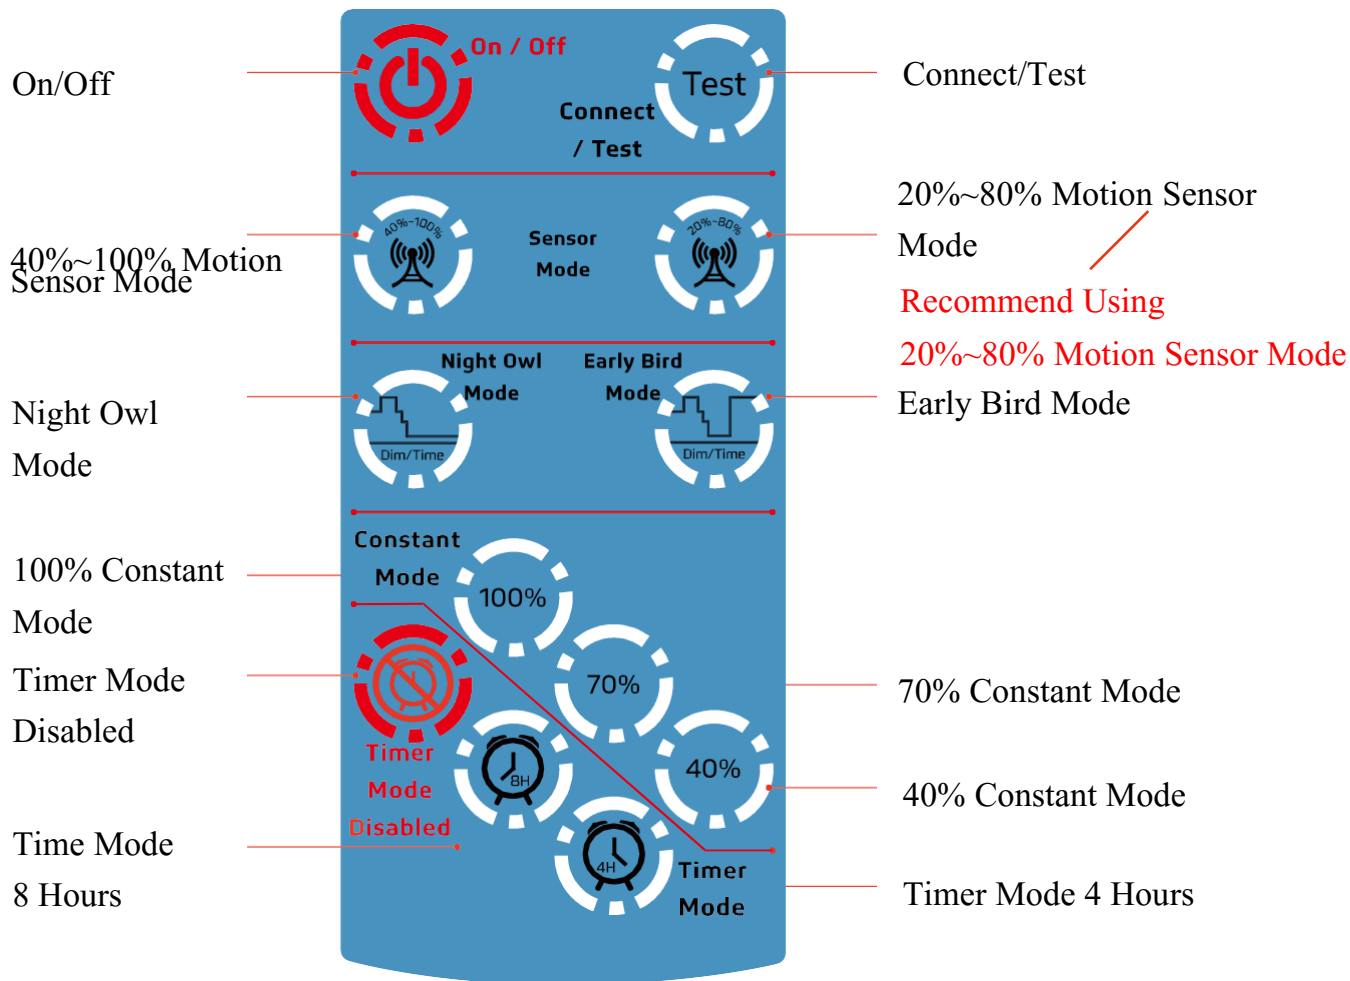 On/Off
On / Off
Test
Connect
/ Test
Connect/Test
40%~100% Motion
Sensor Mode
40%~100%
Sensor
Mode
20%~80%
20%~80% Motion Sensor
Mode
Recommend Using
20%~80% Motion Sensor Mode
Night Owl
Mode
Night Owl
Mode
Dim/Time
Early Bird
Mode
Dim/Time
Early Bird Mode
100% Constant
Mode
Constant
Mode
100%
Timer Mode
Disabled
Timer
Mode
Disabled
70%
70% Constant Mode
8H
40%
40% Constant Mode
Time Mode
8 Hours
4H
Timer
Mode
Timer Mode 4 Hours